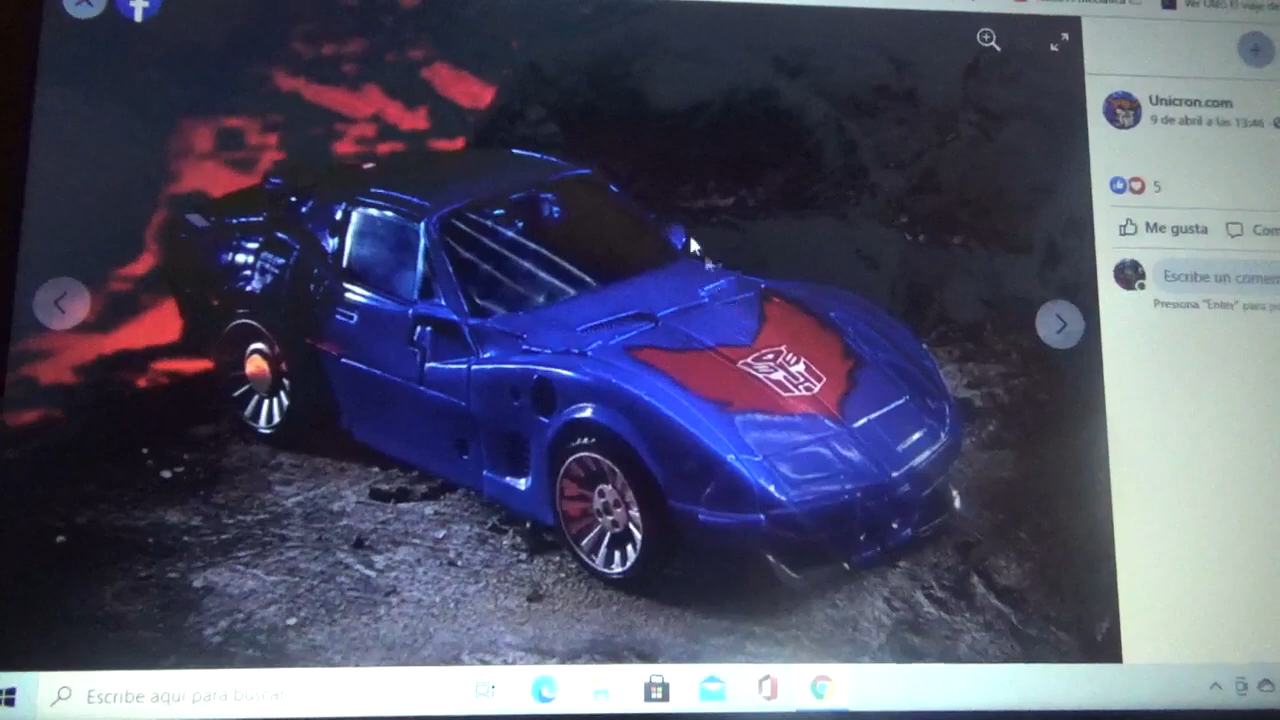 Unicron.com
9 de abril a las 13:46
5
Me gusta
Com
Escribe un comen
Presiona "Enter" para p
Escribe aquí para buscar